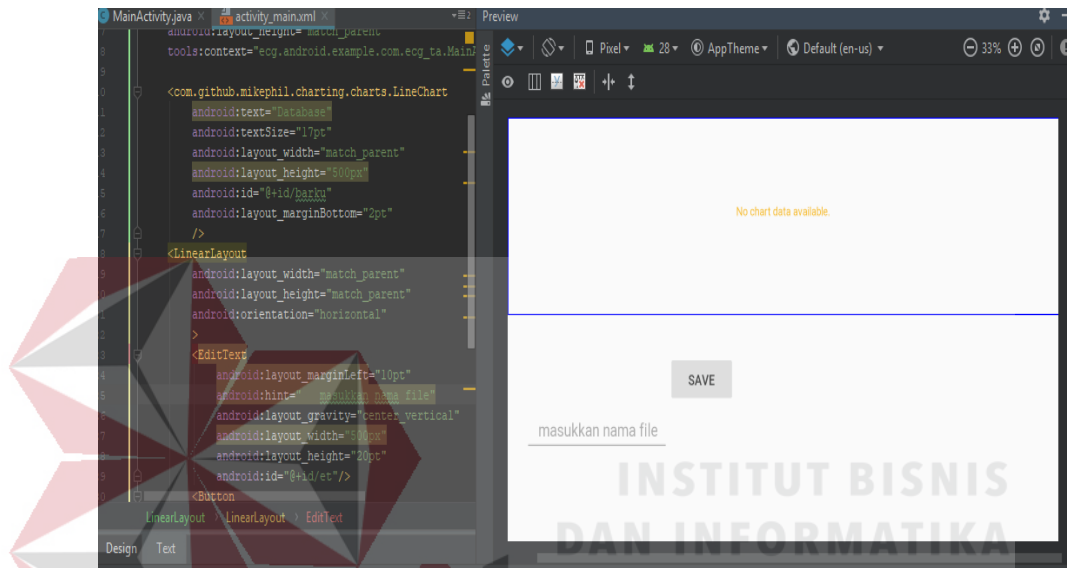 MainActivity.java × activity_main.xml ×
android:layout_height="match_parent"
tools:context="ecg.android.example.com.ecg_ta.MainA
<com.github.mikephil.charting.charts.LineChart
android:text="Database"
android:textSize="17pt"
android:layout_width="match_parent"
android:layout_height="500px"
android:id="@+id/barku"
android:layout_marginBottom="2pt"
/>
<LinearLayout
android:layout_width="match_parent"
android:layout_height="match_parent"
android:orientation="horizontal"
>
<EditText
android:layout_marginLeft="10pt"
android:hint="  masukkan nama file"
android:layout_gravity="center_vertical"
android:layout_width="500px"
android:layout_height="20pt"
android:id="@+id/et"/>
<Button
LinearLayout › LinearLayout › EditText
Design Text
Preview
Palette
Pixel 28 AppTheme Default (en-us) 33%
No chart data available.
SAVE
masukkan nama file
INSTITUT BISNIS
DAN INFORMATIKA